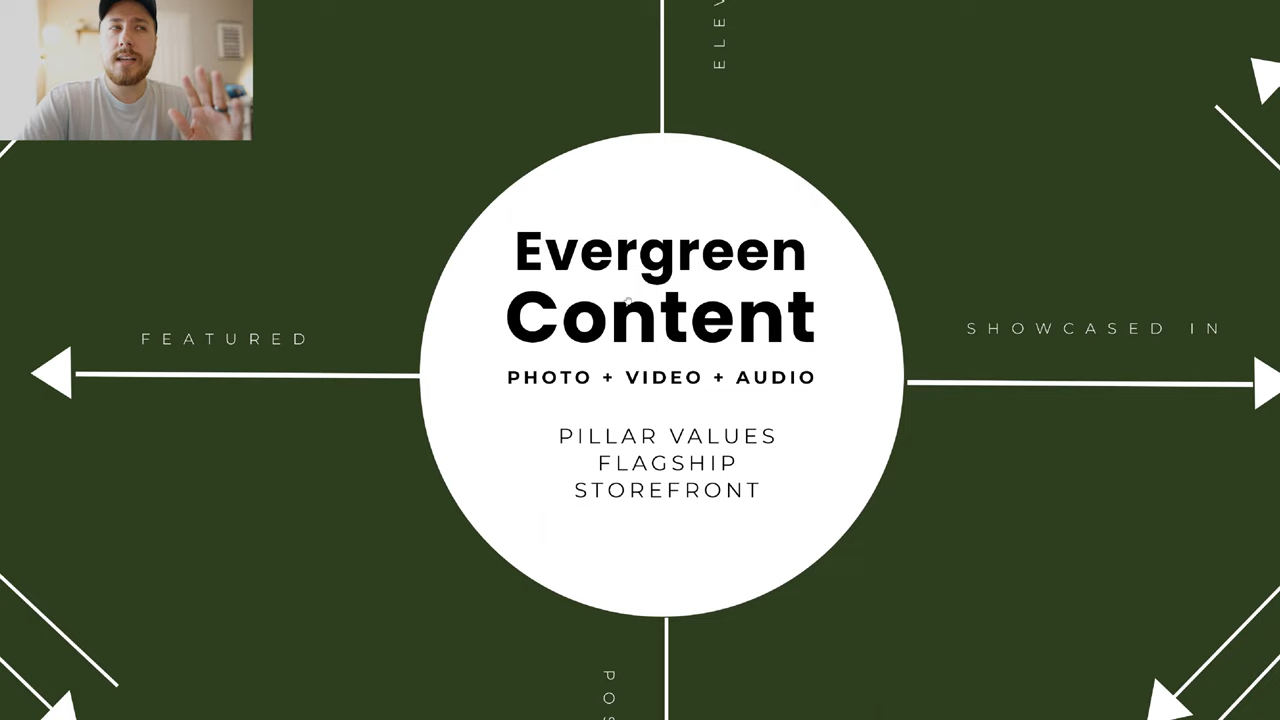 Evergreen
Content
PHOTO + VIDEO + AUDIO
PILLAR VALUES
FLAGSHIP
STOREFRONT
FEATURED
SHOWCASED IN